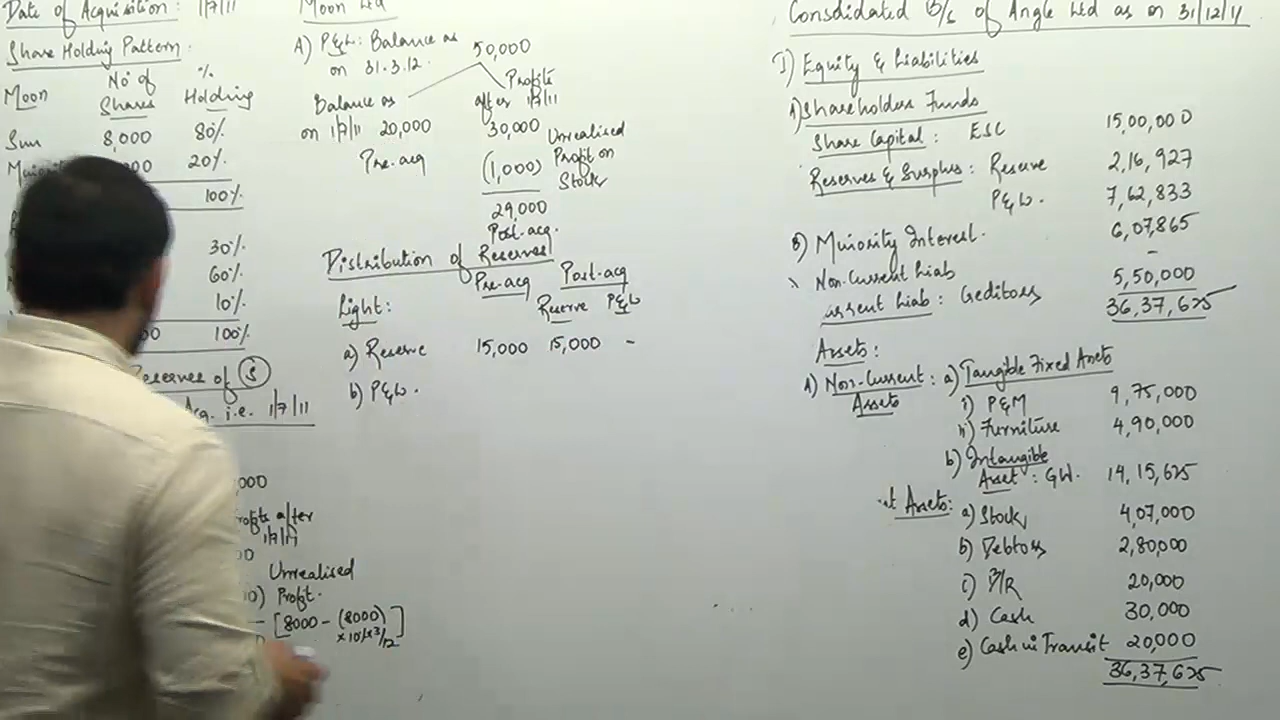 Date of Acquisition : 1/7/11
Share Holding Pattern:
Moon No of Shares % Holding
Sun 8,000 80%
20%
100%
30%
60%
10%
100%
Reserves of S
Acq. i.e. 1/7/11
Profits after
1/7/11
Unrealised
Profit.
[8000 - (8000)
× 10% × 3/12]
Moon Ltd
A) P&L: Balance as
on 31.3.12.
50,000
Balance as
on 1/7/11 20,000
Pre-acq
Profits
after 1/7/11
30,000
(1,000)
Unrealised
Profit on
Stock
29,000
Post-acq.
Distribution of Reserves
Pre-acq Post-acq
Light: Reserve P&L
a) Reserve 15,000 15,000 -
b) P&L.
Consolidated B/S of Angle Ltd as on 31/12/11
I) Equity & Liabilities
1) Shareholders Funds
Share Capital : ESC 15,00,000
Reserves & Surplus : Reserve 2,16,927
P&L. 7,62,833
B) Minority Interest. 6,07,865
Non-Current Liab -
Current Liab : Creditors 5,50,000
36,37,625
Assets :
1) Non-Current Assets : a) Tangible Fixed Assets
i) P&M 9,75,000
ii) Furniture 4,90,000
b) Intangible
Asset : GW. 14,15,625
Assets: a) Stock 4,07,000
b) Debtors 2,80,000
c) B/R 20,000
d) Cash 30,000
e) Cash in Transit 20,000
36,37,625